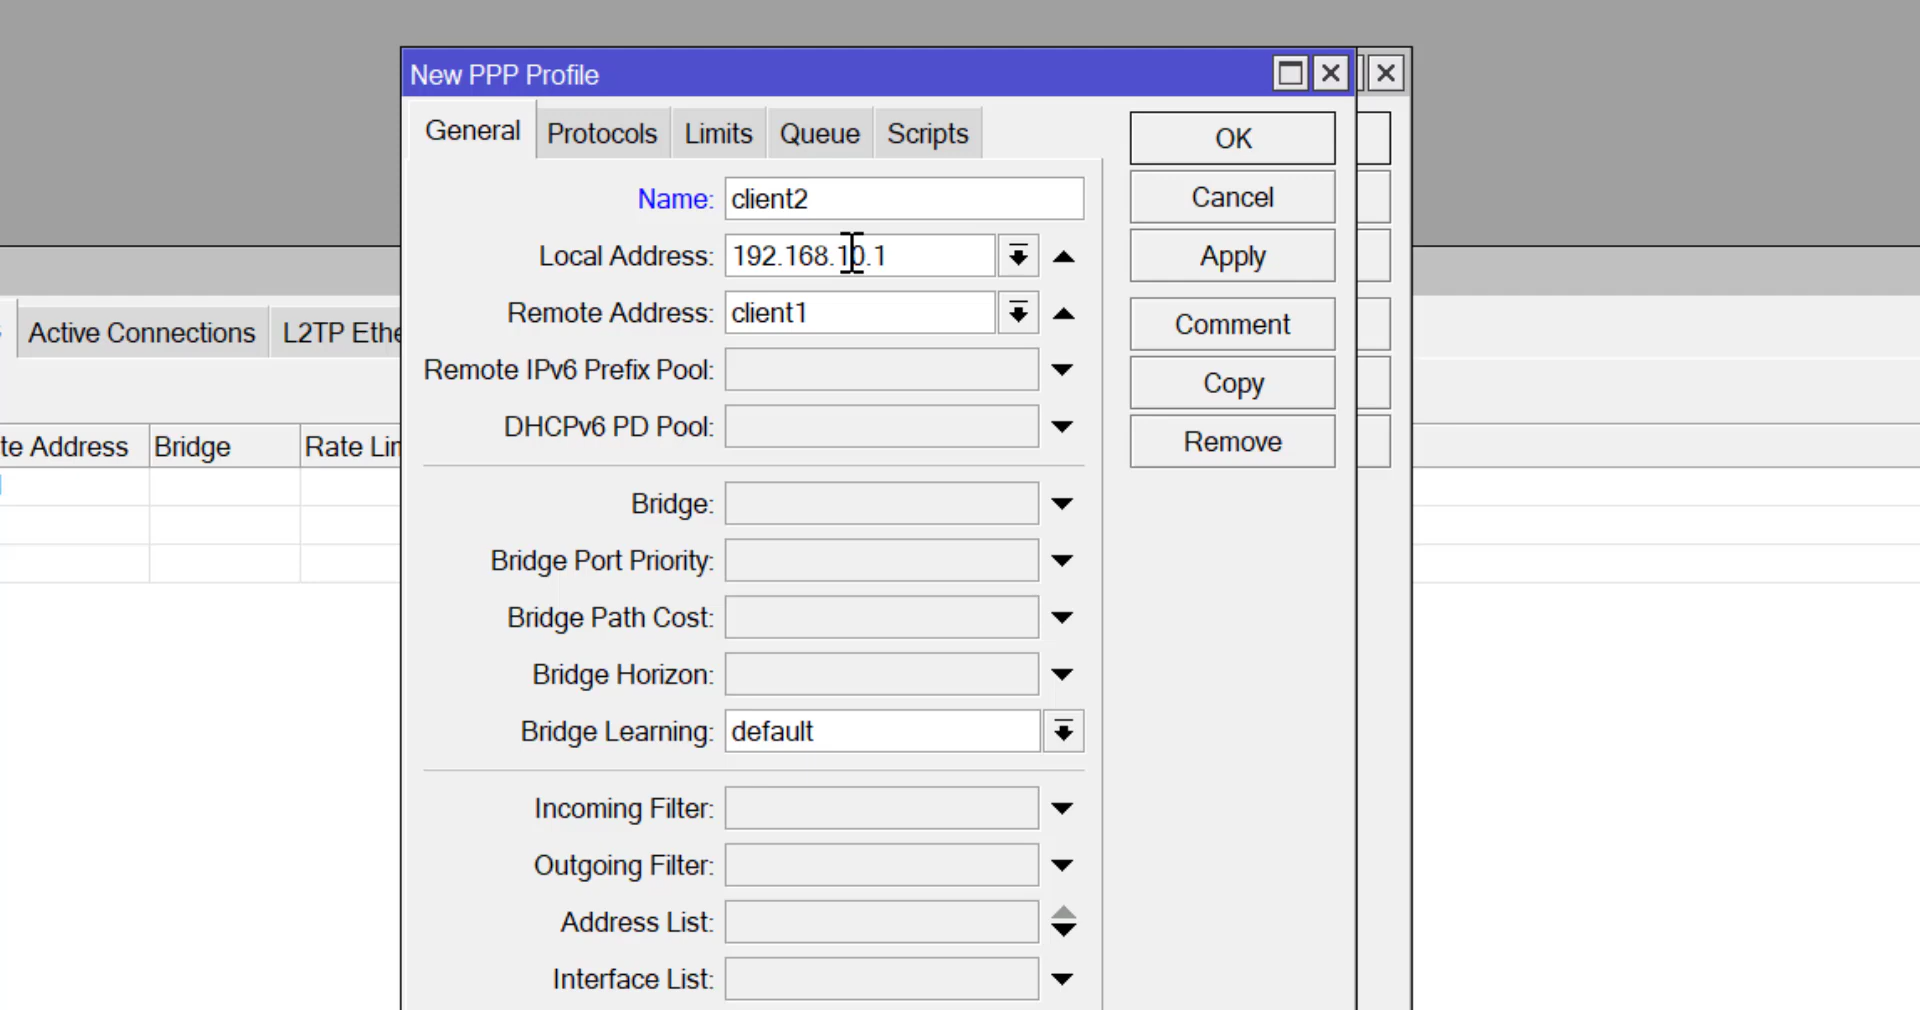 New PPP Profile
General Protocols Limits Queue Scripts
Name: client2
Local Address: 192.168.10.1
Remote Address: client1
Remote IPv6 Prefix Pool:
DHCPv6 PD Pool:
Bridge:
Bridge Port Priority:
Bridge Path Cost:
Bridge Horizon:
Bridge Learning: default
Incoming Filter:
Outgoing Filter:
Address List:
Interface List:
OK
Cancel
Apply
Comment
Copy
Remove
Active Connections L2TP Ethe
te Address Bridge Rate Lin